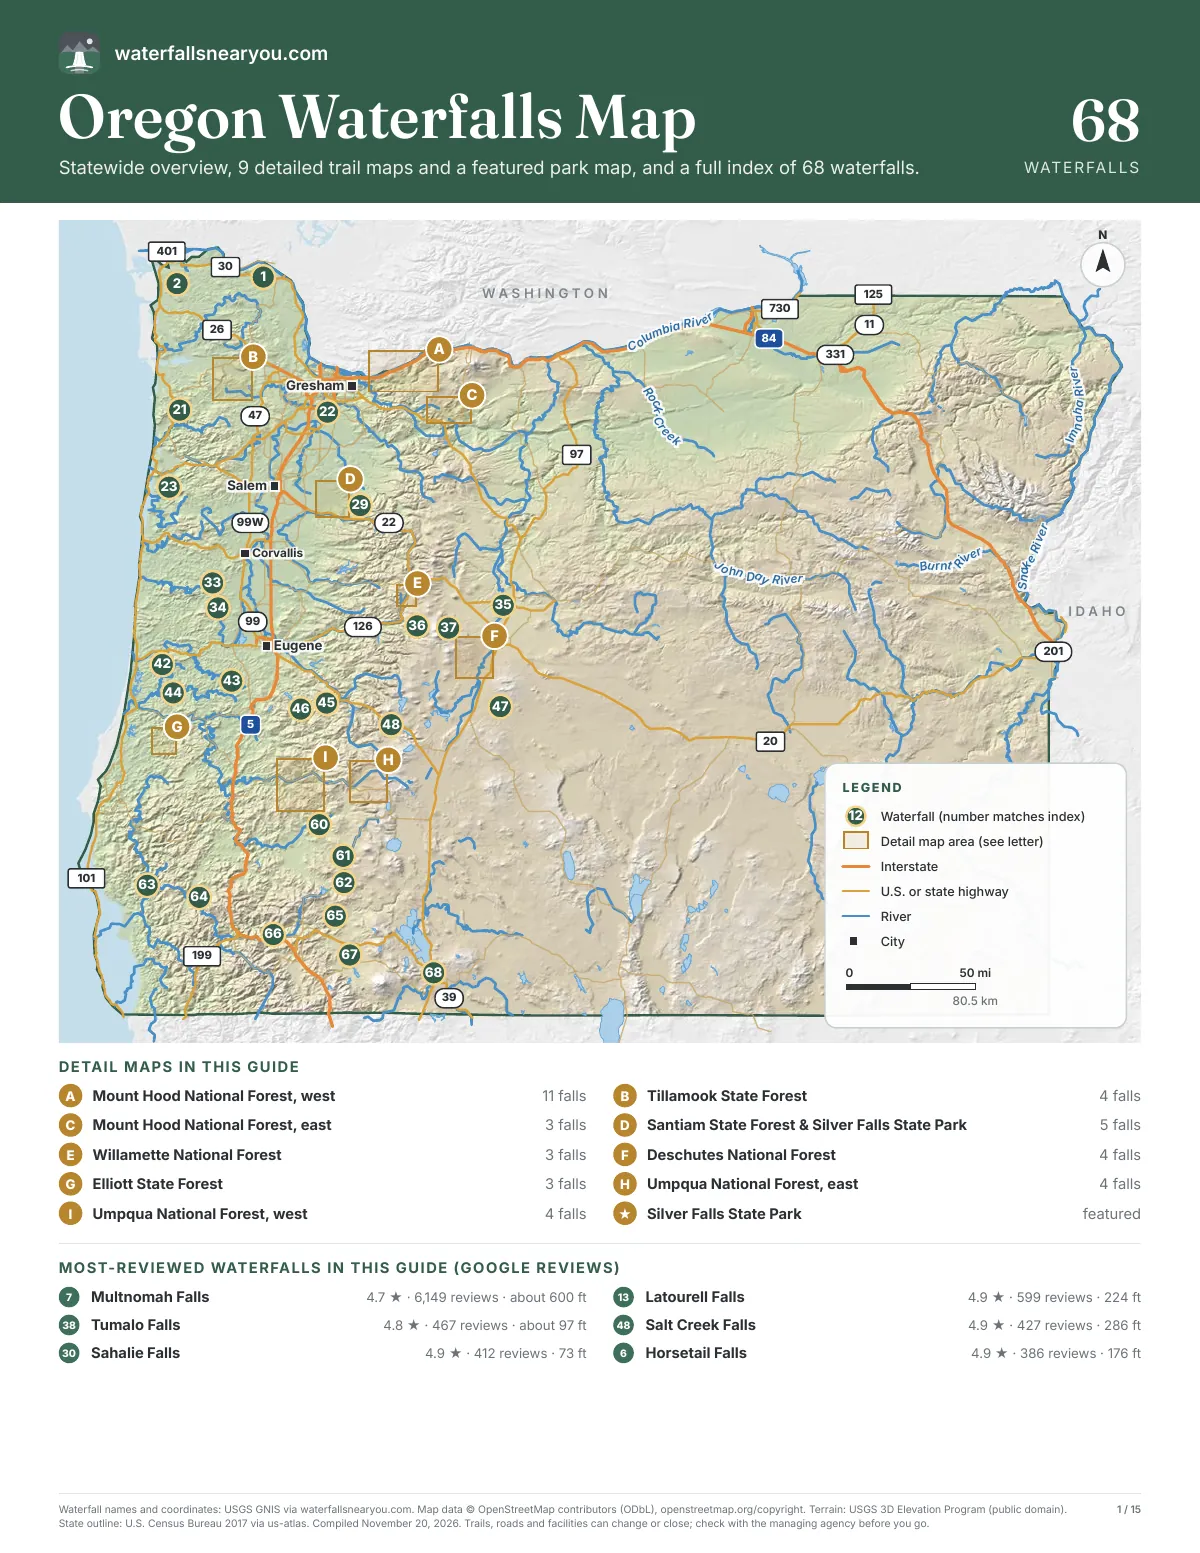 waterfallsnearyou.com
Oregon Waterfalls Map
Statewide overview, 9 detailed trail maps and a featured park map, and a full index of 68 waterfalls.
68
WATERFALLS
N
401
30
1
2
WASHINGTON
125
730
11
84
331
Columbia River
26
B
A
Gresham
C
Rock Creek
Imnaha River
21
47
22
97
D
Salem
23
29
99W
22
Corvallis
John Day River
Burnt River
Snake River
E
33
34
35
IDAHO
99
126
36
37
F
Eugene
201
42
43
44
46
45
47
G
5
48
20
I
H
60
61
62
101
63
64
65
66
67
199
68
39
LEGEND
12 Waterfall (number matches index)
Detail map area (see letter)
Interstate
U.S. or state highway
River
City
0 50 mi
80.5 km
DETAIL MAPS IN THIS GUIDE
A Mount Hood National Forest, west 11 falls
B Tillamook State Forest 4 falls
C Mount Hood National Forest, east 3 falls
D Santiam State Forest & Silver Falls State Park 5 falls
E Willamette National Forest 3 falls
F Deschutes National Forest 4 falls
G Elliott State Forest 3 falls
H Umpqua National Forest, east 4 falls
I Umpqua National Forest, west 4 falls
★ Silver Falls State Park featured
MOST-REVIEWED WATERFALLS IN THIS GUIDE (GOOGLE REVIEWS)
7 Multnomah Falls 4.7 ★ · 6,149 reviews · about 600 ft
13 Latourell Falls 4.9 ★ · 599 reviews · 224 ft
38 Tumalo Falls 4.8 ★ · 467 reviews · about 97 ft
48 Salt Creek Falls 4.9 ★ · 427 reviews · 286 ft
30 Sahalie Falls 4.9 ★ · 412 reviews · 73 ft
6 Horsetail Falls 4.9 ★ · 386 reviews · 176 ft
Waterfall names and coordinates: USGS GNIS via waterfallsnearyou.com. Map data © OpenStreetMap contributors (ODbL), openstreetmap.org/copyright. Terrain: USGS 3D Elevation Program (public domain).
State outline: U.S. Census Bureau 2017 via us-atlas. Compiled November 20, 2026. Trails, roads and facilities can change or close; check with the managing agency before you go.
1 / 15